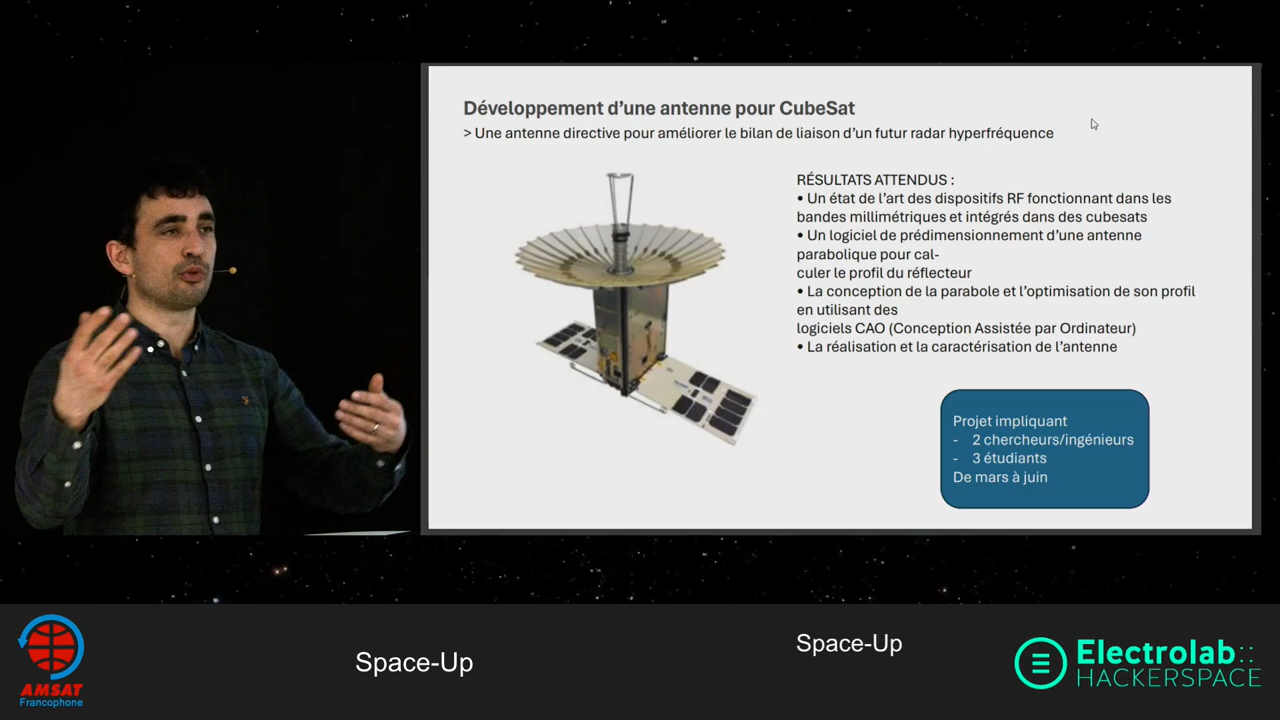 Développement d'une antenne pour CubeSat
> Une antenne directive pour améliorer le bilan de liaison d'un futur radar hyperfréquence
RÉSULTATS ATTENDUS :
• Un état de l'art des dispositifs RF fonctionnant dans les
bandes millimétriques et intégrés dans des cubesats
• Un logiciel de prédimensionnement d'une antenne
parabolique pour cal-
culer le profil du réflecteur
• La conception de la parabole et l'optimisation de son profil
en utilisant des
logiciels CAO (Conception Assistée par Ordinateur)
• La réalisation et la caractérisation de l'antenne
Projet impliquant
- 2 chercheurs/ingénieurs
- 3 étudiants
De mars à juin
AMSAT
Francophone
Space-Up
Space-Up
Electrolab::
HACKERSPACE